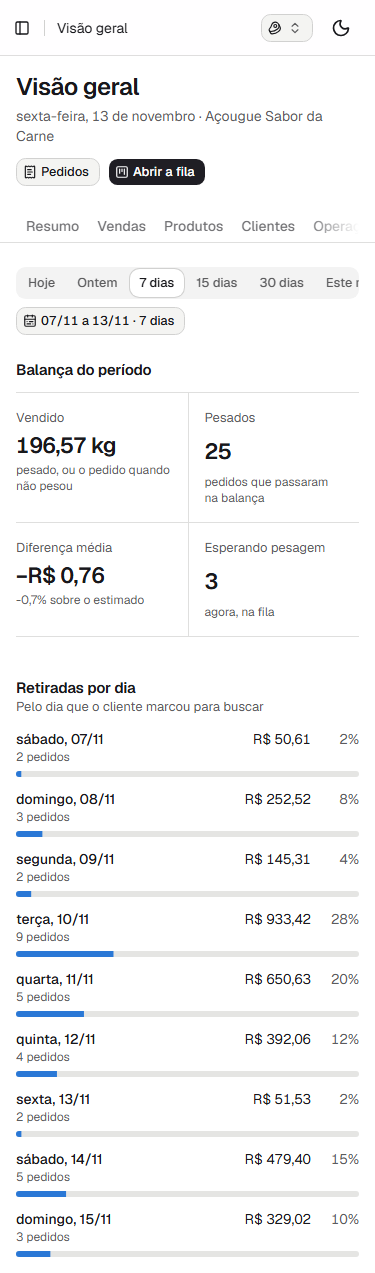 Visão geral
Visão geral
sexta-feira, 13 de novembro · Açougue Sabor da
Carne
Pedidos
Abrir a fila
Resumo Vendas Produtos Clientes
Hoje Ontem 7 dias 15 dias 30 dias Este
07/11 a 13/11 · 7 dias
Balança do período
Vendido
196,57 kg
pesado, ou o pedido quando
não pesou
Pesados
25
pedidos que passaram
na balança
Diferença média
−R$ 0,76
-0,7% sobre o estimado
Esperando pesagem
3
agora, na fila
Retiradas por dia
Pelo dia que o cliente marcou para buscar
sábado, 07/11 R$ 50,61 2%
2 pedidos
domingo, 08/11 R$ 252,52 8%
3 pedidos
segunda, 09/11 R$ 145,31 4%
2 pedidos
terça, 10/11 R$ 933,42 28%
9 pedidos
quarta, 11/11 R$ 650,63 20%
5 pedidos
quinta, 12/11 R$ 392,06 12%
4 pedidos
sexta, 13/11 R$ 51,53 2%
2 pedidos
sábado, 14/11 R$ 479,40 15%
5 pedidos
domingo, 15/11 R$ 329,02 10%
3 pedidos